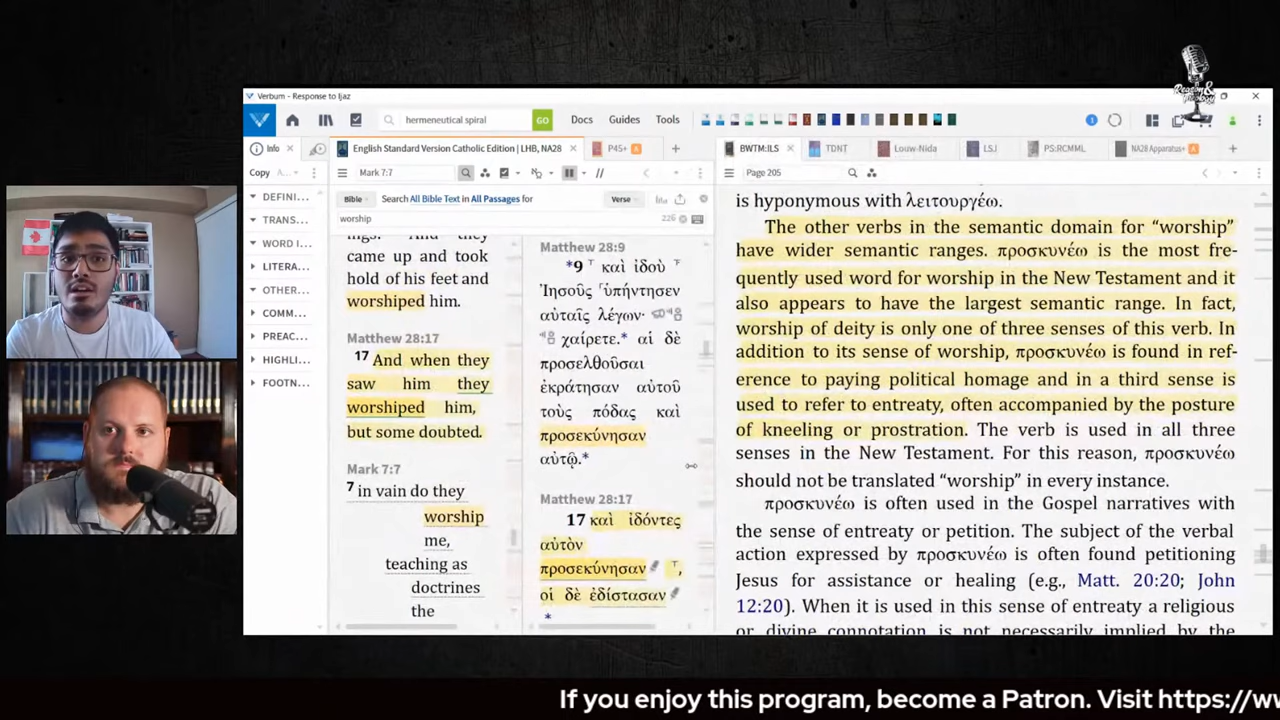 Reason & Theology
Verbum - Response to Ijaz
hermeneutical spiral
GO
Docs
Guides
Tools
1
Info
English Standard Version Catholic Edition | LHB, NA28
P45+
BWTM:ILS
TDNT
Louw-Nida
LSJ
PS:RCMML
NA28 Apparatus+
Copy
Mark 7:7
Page 205
Bible
Search All Bible Text in All Passages for
Verse
worship
226
DEFINI...
TRANS...
WORD I...
LITERA...
OTHER...
COMM...
PREAC...
HIGHLI...
FOOTN...
ings." And they
came up and took
hold of his feet and
worshiped him.
Matthew 28:17
17 And when they
saw him they
worshiped him,
but some doubted.
Mark 7:7
7 in vain do they
worship
me,
teaching as
doctrines
the
Matthew 28:9
*9 ⸆ καὶ ἰδοὺ ⸆
Ἰησοῦς ⸀ὑπήντησεν
αὐταῖς λέγων·
χαίρετε.* αἱ δὲ
προσελθοῦσαι
ἐκράτησαν αὐτοῦ
τοὺς πόδας καὶ
προσεκύνησαν
αὐτῷ.*
Matthew 28:17
17 καὶ ἰδόντες
αὐτὸν
προσεκύνησαν ⸆,
οἱ δὲ ἐδίστασαν
*
is hyponymous with λειτουργέω.
The other verbs in the semantic domain for “worship”
have wider semantic ranges. προσκυνέω is the most fre-
quently used word for worship in the New Testament and it
also appears to have the largest semantic range. In fact,
worship of deity is only one of three senses of this verb. In
addition to its sense of worship, προσκυνέω is found in ref-
erence to paying political homage and in a third sense is
used to refer to entreaty, often accompanied by the posture
of kneeling or prostration. The verb is used in all three
senses in the New Testament. For this reason, προσκυνέω
should not be translated “worship” in every instance.
προσκυνέω is often used in the Gospel narratives with
the sense of entreaty or petition. The subject of the verbal
action expressed by προσκυνέω is often found petitioning
Jesus for assistance or healing (e.g., Matt. 20:20; John
12:20). When it is used in this sense of entreaty a religious
or divine connotation is not necessarily implied by the
If you enjoy this program, become a Patron. Visit https://w